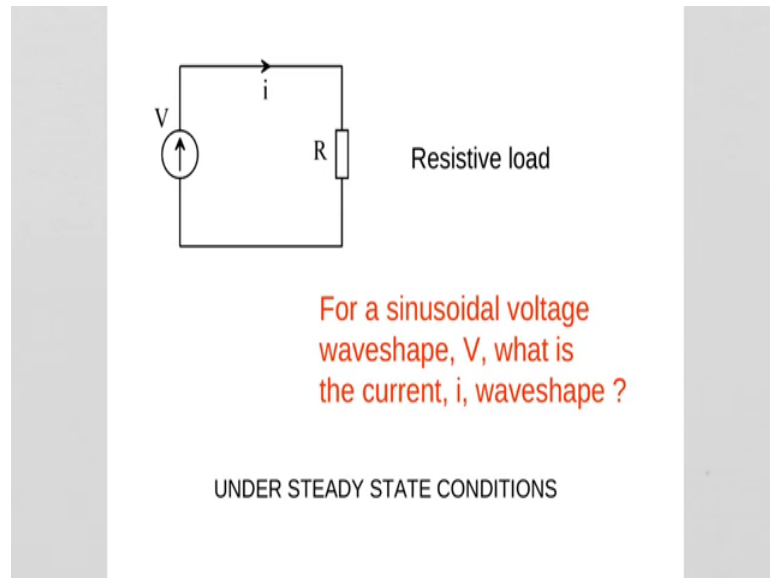 i
V
R
Resistive load
For a sinusoidal voltage
waveshape, V, what is
the current, i, waveshape ?
UNDER STEADY STATE CONDITIONS